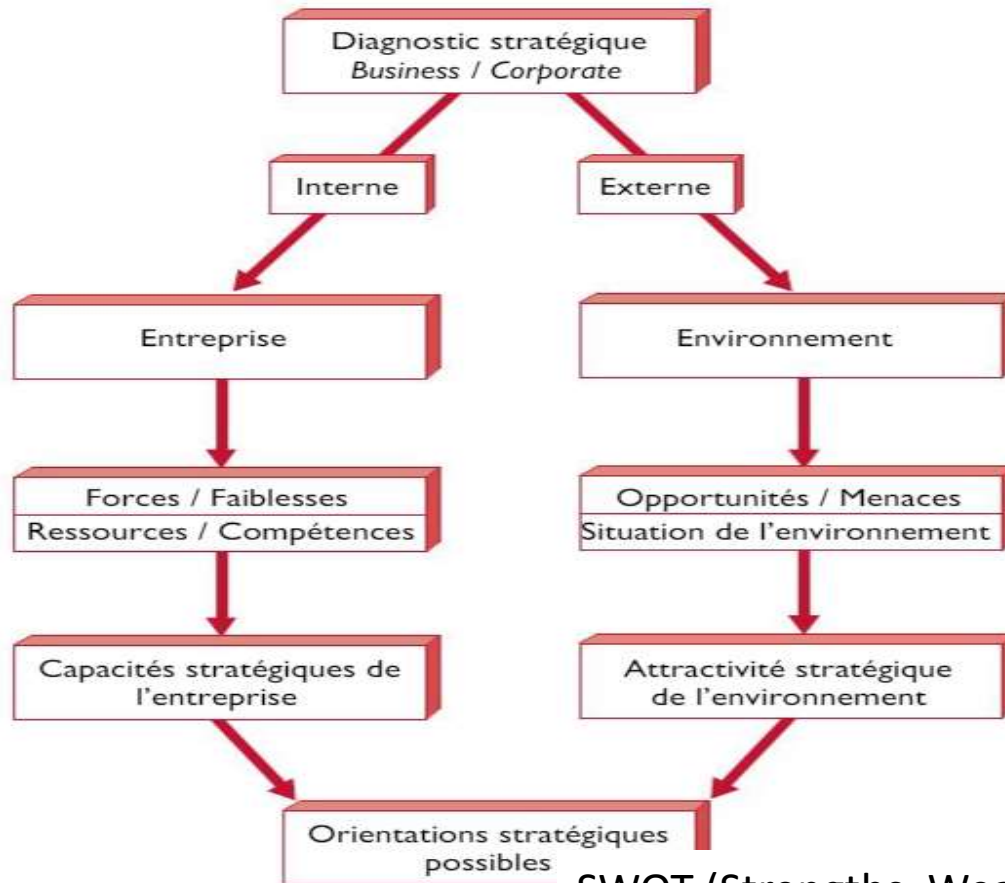 Diagnostic stratégique
Business / Corporate
Interne
Externe
Entreprise
Environnement
Forces / Faiblesses
Ressources / Compétences
Opportunités / Menaces
Situation de l'environnement
Capacités stratégiques de
l'entreprise
Attractivité stratégique
de l'environnement
Orientations stratégiques
possibles
SWOT (Strengths,